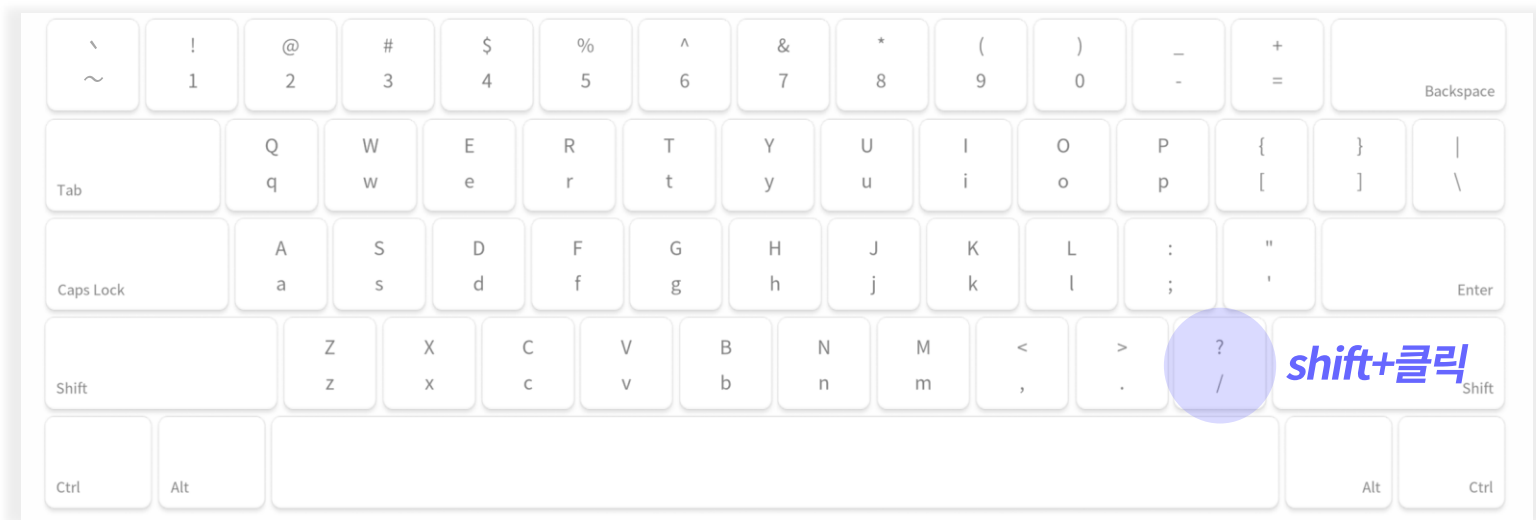 ` ! @ # $ % ^ & * ( ) _ +
~ 1 2 3 4 5 6 7 8 9 0 - =
Backspace
Q W E R T Y U I O P { } |
q w e r t y u i o p [ ] \
Tab
A S D F G H J K L : "
a s d f g h j k l ; '
Caps Lock Enter
Z X C V B N M < > ?
z x c v b n m , . /
shift+클릭
Shift Shift
Ctrl Alt Alt Ctrl